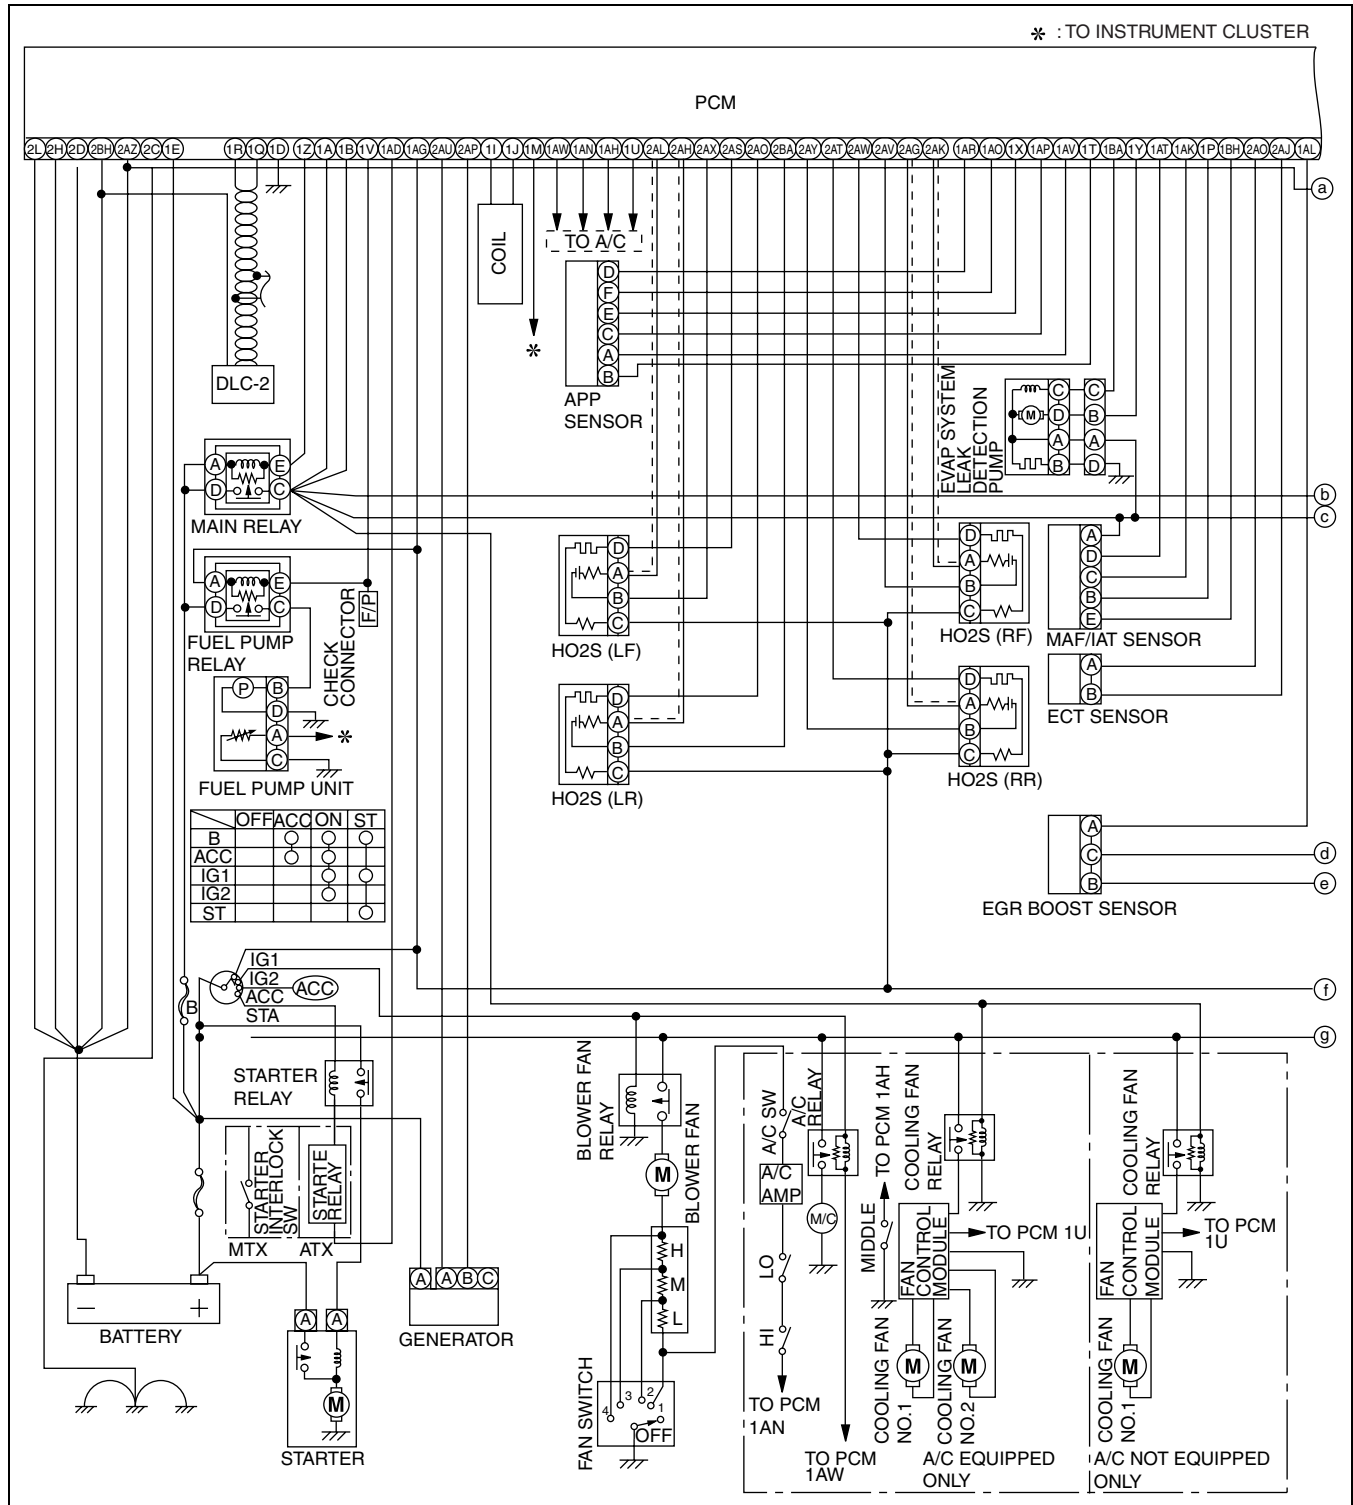 * : TO INSTRUMENT CLUSTER
PCM
2L 2H 2D 2BH 2AZ 2C 1E 1R 1Q 1D 1Z 1A 1B 1V 1AD 1AG 2AU 2AP 1I 1J 1M 1AW 1AN 1AH 1U 2AL 2AH 2AX 2AS 2AO 2BA 2AY 2AT 2AW 2AV 2AG 2AK 1AR 1AO 1X 1AP 1AV 1T 1BA 1Y 1AT 1AK 1P 1BH 2AO 2AJ 1AL
a
COIL
TO A/C
D
F
E
C
A
B
APP
SENSOR
*
DLC-2
EVAP SYSTEM
LEAK
DETECTION
PUMP
M
C C
D B
A A
B D
A E
D C
MAIN RELAY
b
c
A E
D C
FUEL PUMP
RELAY
F/P
CHECK
CONNECTOR
D
A
B
C
HO2S (LF)
D
A
B
C
HO2S (RF)
A
D
C
B
E
MAF/IAT SENSOR
P
B
D
A
C
*
FUEL PUMP UNIT
D
A
B
C
HO2S (LR)
D
A
B
C
HO2S (RR)
A
B
ECT SENSOR
OFF ACC ON ST
B
ACC
IG1
IG2
ST
A
C
B
EGR BOOST SENSOR
d
e
IG1
IG2
ACC
ACC
STA
B
f
g
STARTER
RELAY
STARTER
INTERLOCK
SW
STARTE
RELAY
MTX ATX
BLOWER FAN
RELAY
M
BLOWER FAN
H
M
L
A/C SW
A/C
AMP
LO
HI
TO PCM
1AN
A/C
RELAY
M/C
TO PCM
1AW
TO PCM 1AH
MIDDLE
COOLING FAN
RELAY
FAN
CONTROL
MODULE
TO PCM 1U
COOLING FAN
NO.1
M
COOLING FAN
NO.2
M
A/C EQUIPPED
ONLY
COOLING FAN
RELAY
FAN
CONTROL
MODULE
TO PCM
1U
COOLING FAN
NO.1
M
A/C NOT EQUIPPED
ONLY
− +
BATTERY
A A
M
STARTER
A A B C
GENERATOR
FAN SWITCH
4 3 2 1
OFF